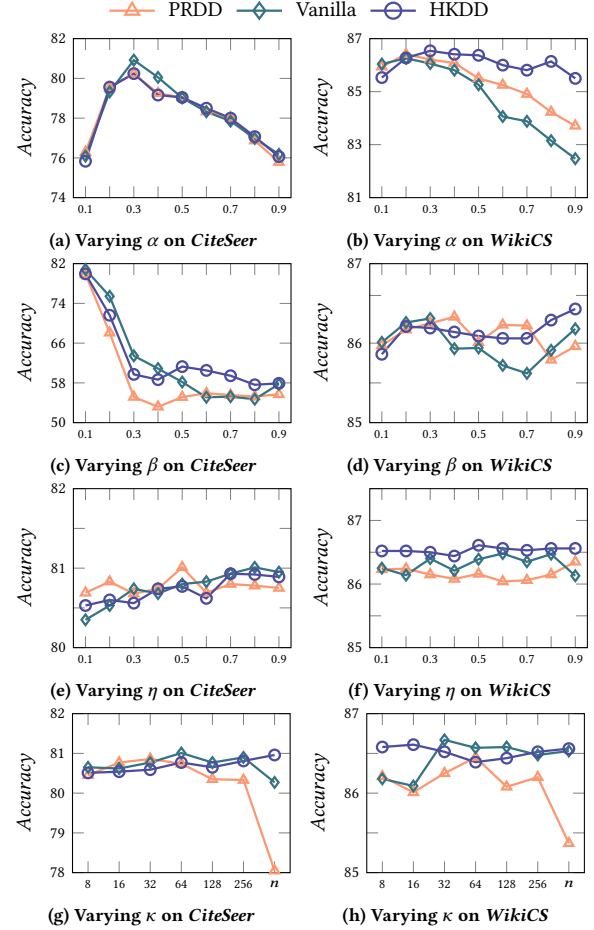 PRDD Vanilla HKDD
Accuracy
82
80
78
76
74
0.1 0.3 0.5 0.7 0.9
(a) Varying α on CiteSeer
Accuracy
87
85
83
81
0.1 0.3 0.5 0.7 0.9
(b) Varying α on WikiCS
Accuracy
82
74
66
58
50
0.1 0.3 0.5 0.7 0.9
(c) Varying β on CiteSeer
Accuracy
87
86
85
0.1 0.3 0.5 0.7 0.9
(d) Varying β on WikiCS
Accuracy
82
81
80
0.1 0.3 0.5 0.7 0.9
(e) Varying η on CiteSeer
Accuracy
87
86
85
0.1 0.3 0.5 0.7 0.9
(f) Varying η on WikiCS
Accuracy
81
80
79
78
8 16 32 64 128 256 n
(g) Varying κ on CiteSeer
Accuracy
87
86
85
8 16 32 64 128 256 n
(h) Varying κ on WikiCS